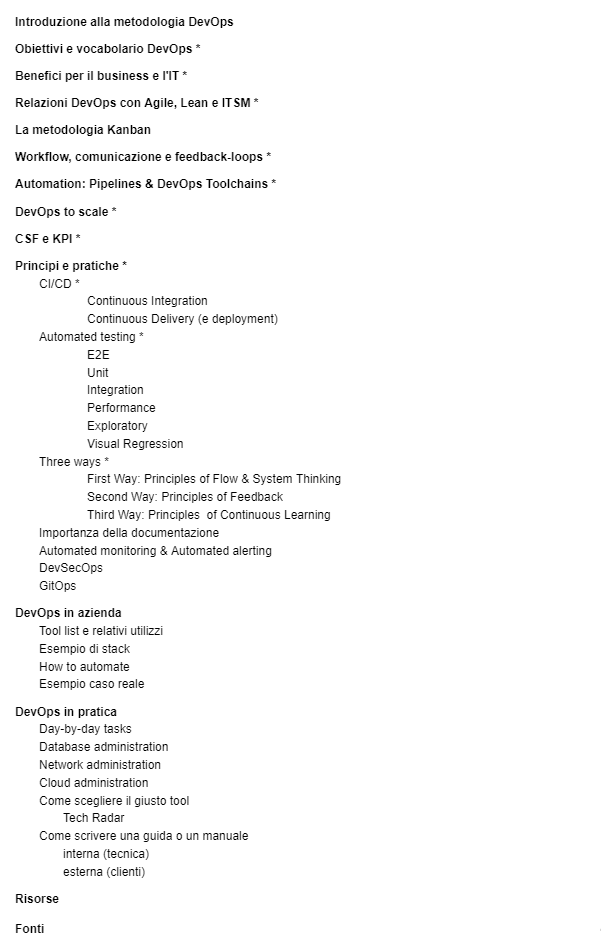 Introduzione alla metodologia DevOps
Obiettivi e vocabolario DevOps *
Benefici per il business e l'IT *
Relazioni DevOps con Agile, Lean e ITSM *
La metodologia Kanban
Workflow, comunicazione e feedback-loops *
Automation: Pipelines & DevOps Toolchains *
DevOps to scale *
CSF e KPI *
Principi e pratiche *
CI/CD *
Continuous Integration
Continuous Delivery (e deployment)
Automated testing *
E2E
Unit
Integration
Performance
Exploratory
Visual Regression
Three ways *
First Way: Principles of Flow & System Thinking
Second Way: Principles of Feedback
Third Way: Principles  of Continuous Learning
Importanza della documentazione
Automated monitoring & Automated alerting
DevSecOps
GitOps
DevOps in azienda
Tool list e relativi utilizzi
Esempio di stack
How to automate
Esempio caso reale
DevOps in pratica
Day-by-day tasks
Database administration
Network administration
Cloud administration
Come scegliere il giusto tool
Tech Radar
Come scrivere una guida o un manuale
interna (tecnica)
esterna (clienti)
Risorse
Fonti